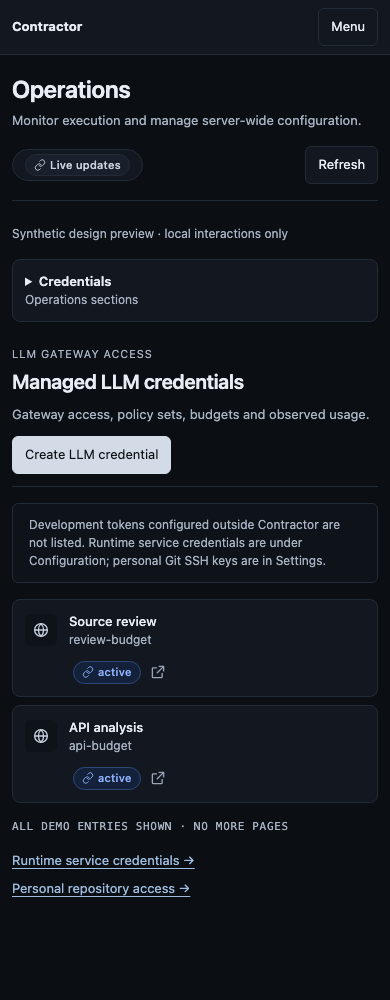 Contractor
Menu
Operations
Monitor execution and manage server-wide configuration.
Live updates
Refresh
Synthetic design preview · local interactions only
Credentials
Operations sections
LLM GATEWAY ACCESS
Managed LLM credentials
Gateway access, policy sets, budgets and observed usage.
Create LLM credential
Development tokens configured outside Contractor are
not listed. Runtime service credentials are under
Configuration; personal Git SSH keys are in Settings.
Source review
review-budget
active
API analysis
api-budget
active
ALL DEMO ENTRIES SHOWN · NO MORE PAGES
Runtime service credentials →
Personal repository access →